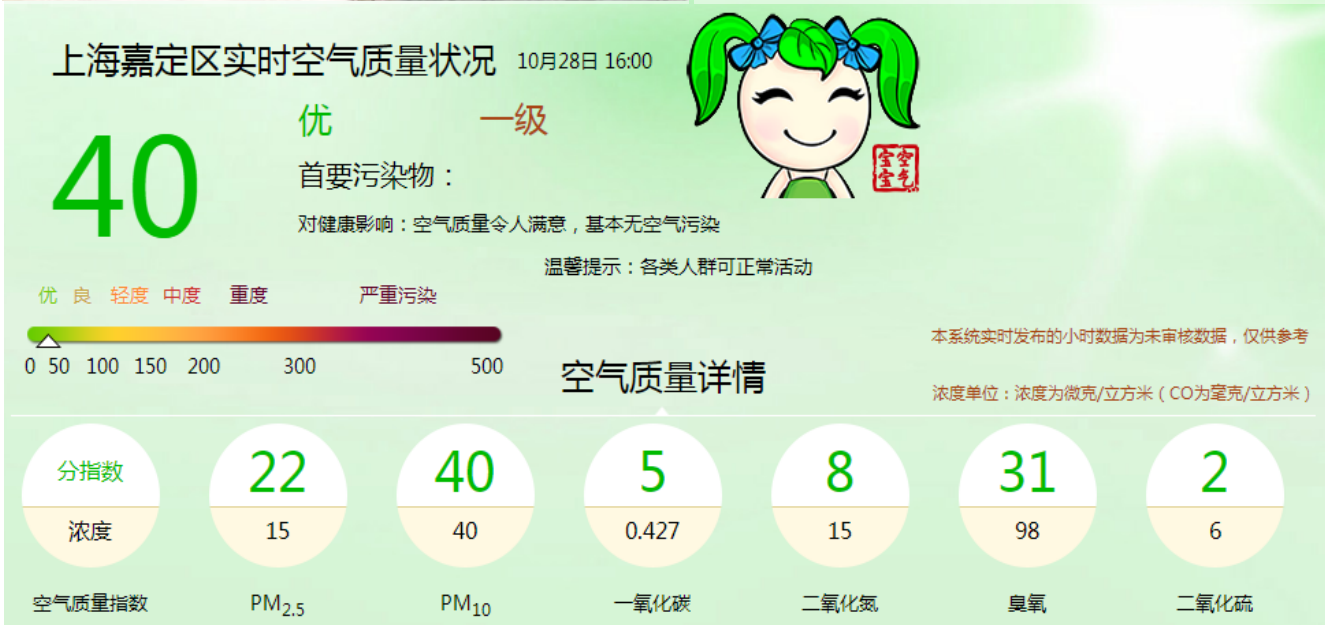 上海嘉定区实时空气质量状况 10月28日 16:00
优 一级
40
首要污染物：
对健康影响：空气质量令人满意，基本无空气污染
温馨提示：各类人群可正常活动
空气
宝宝
优 良 轻度 中度 重度 严重污染
0 50 100 150 200 300 500
本系统实时发布的小时数据为未审核数据，仅供参考
空气质量详情
浓度单位：浓度为微克/立方米（CO为毫克/立方米）
分指数 22 40 5 8 31 2
浓度 15 40 0.427 15 98 6
空气质量指数 PM2.5 PM10 一氧化碳 二氧化氮 臭氧 二氧化硫